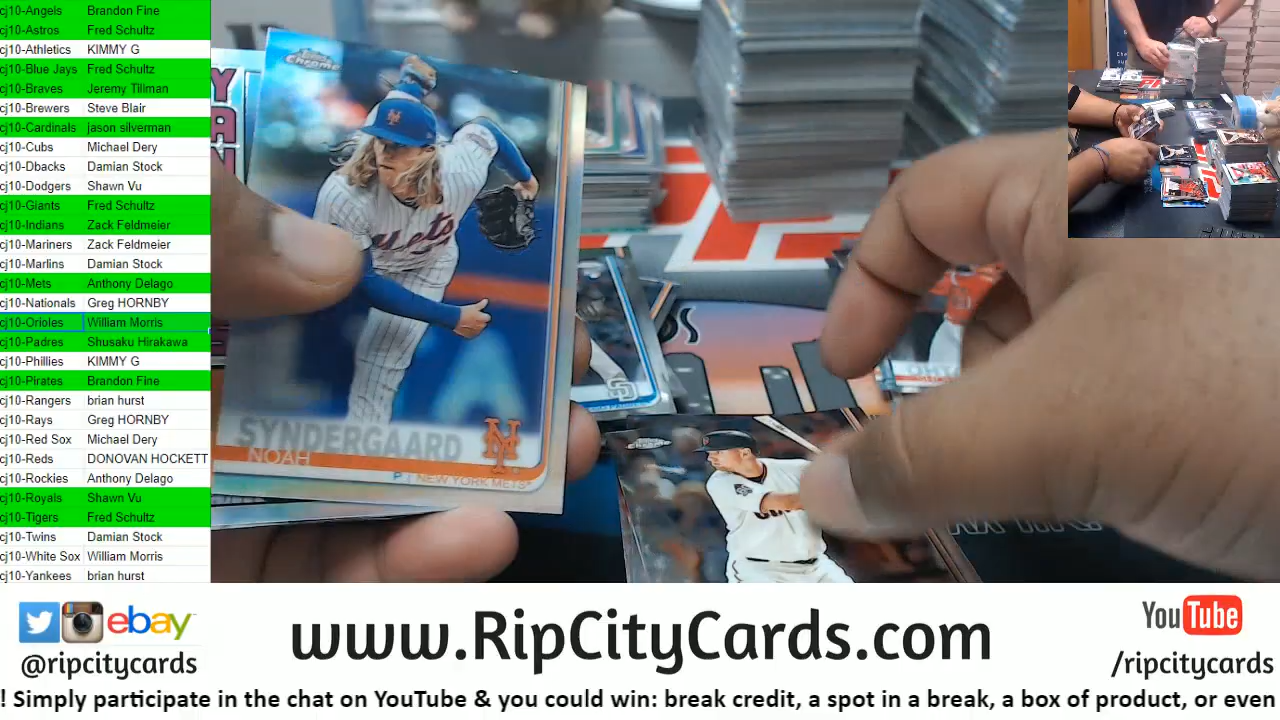 cj10-Angels Brandon Fine
cj10-Astros Fred Schultz
cj10-Athletics KIMMY G
cj10-Blue Jays Fred Schultz
cj10-Braves Jeremy Tillman
cj10-Brewers Steve Blair
cj10-Cardinals jason silverman
cj10-Cubs Michael Dery
cj10-Dbacks Damian Stock
cj10-Dodgers Shawn Vu
cj10-Giants Fred Schultz
cj10-Indians Zack Feldmeier
cj10-Mariners Zack Feldmeier
cj10-Marlins Damian Stock
cj10-Mets Anthony Delago
cj10-Nationals Greg HORNBY
cj10-Orioles William Morris
cj10-Padres Shusaku Hirakawa
cj10-Phillies KIMMY G
cj10-Pirates Brandon Fine
cj10-Rangers brian hurst
cj10-Rays Greg HORNBY
cj10-Red Sox Michael Dery
cj10-Reds DONOVAN HOCKETT
cj10-Rockies Anthony Delago
cj10-Royals Shawn Vu
cj10-Tigers Fred Schultz
cj10-Twins Damian Stock
cj10-White Sox William Morris
cj10-Yankees brian hurst
Chrome
Mets
SYNDERGAARD
NOAH
P NEW YORK METS
ebay
@ripcitycards
www.RipCityCards.com
YouTube
/ripcitycards
! Simply participate in the chat on YouTube & you could win: break credit, a spot in a break, a box of product, or even